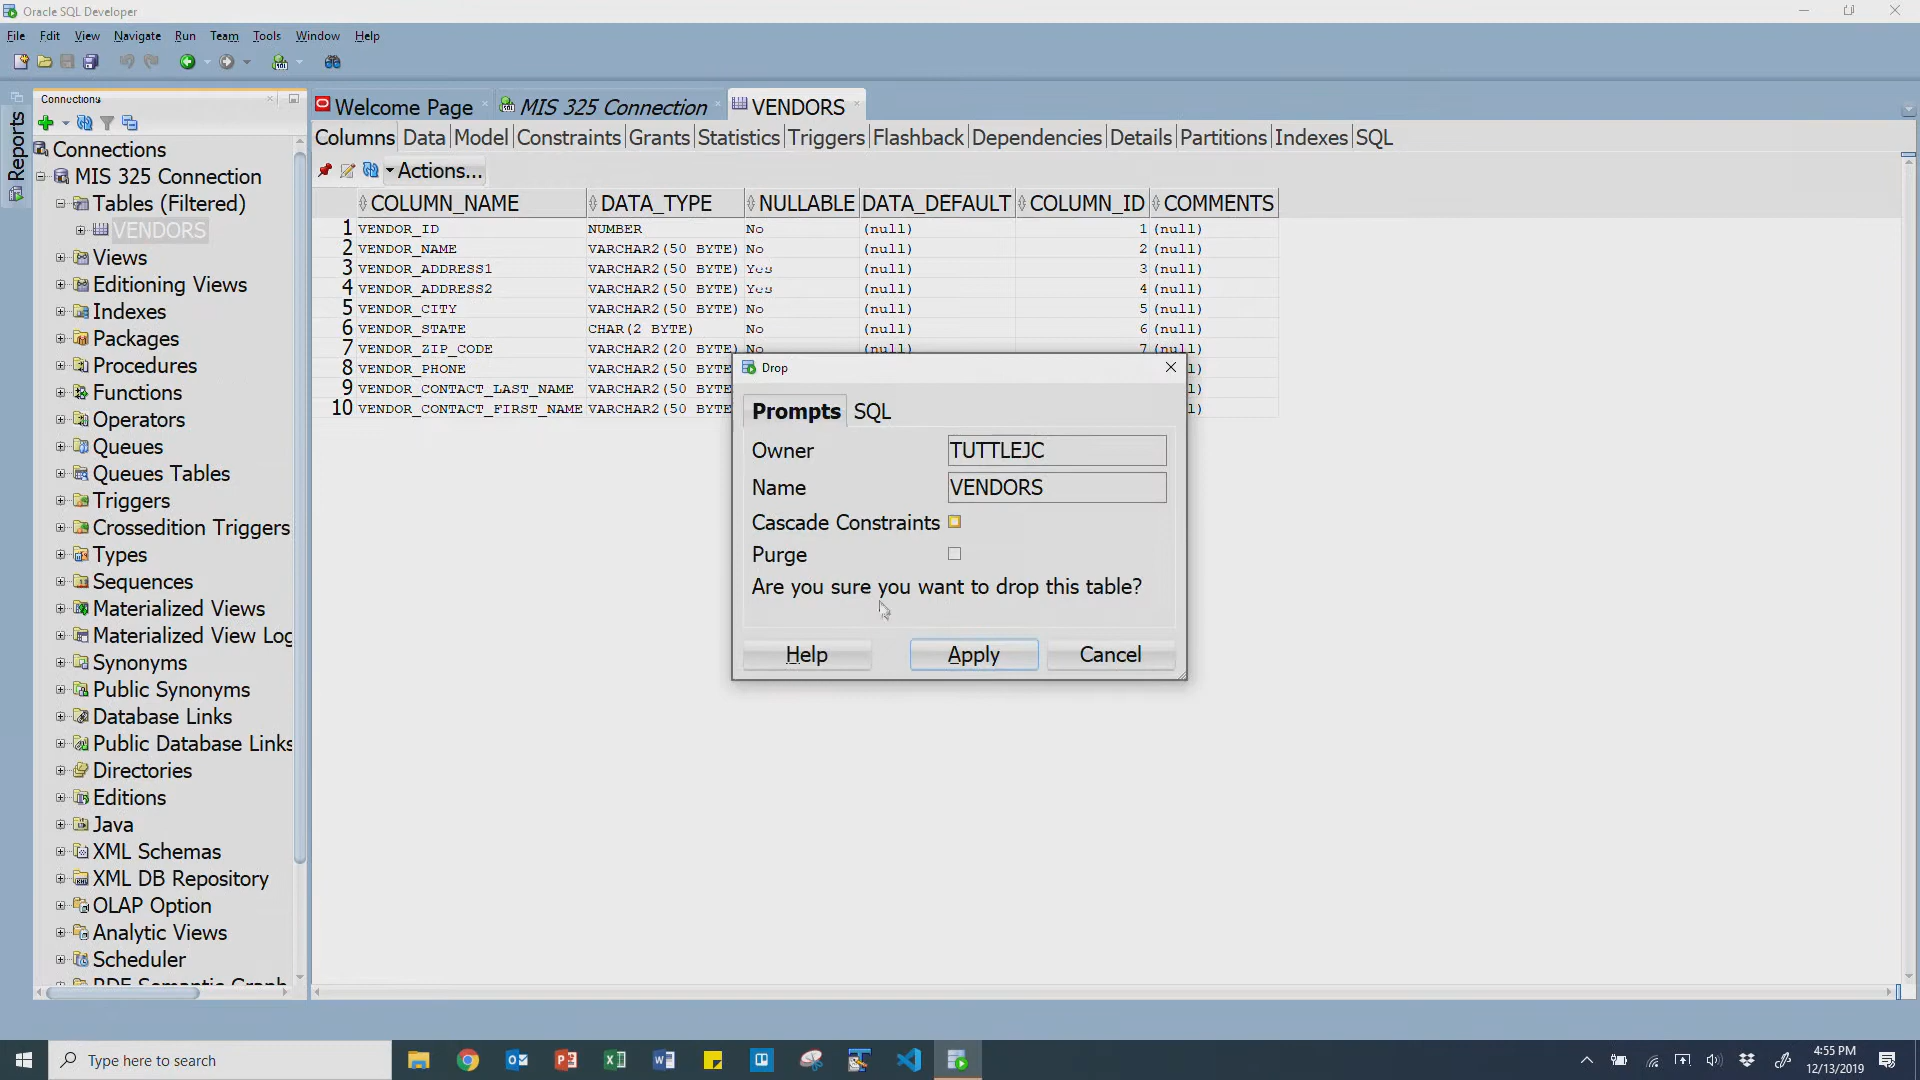 Oracle SQL Developer
File Edit View Navigate Run Team Tools Window Help
Connections
Reports
Connections
MIS 325 Connection
Tables (Filtered)
VENDORS
Views
Editioning Views
Indexes
Packages
Procedures
Functions
Operators
Queues
Queues Tables
Triggers
Crossedition Triggers
Types
Sequences
Materialized Views
Materialized View Log
Synonyms
Public Synonyms
Database Links
Public Database Links
Directories
Editions
Java
XML Schemas
XML DB Repository
OLAP Option
Analytic Views
Scheduler
Welcome Page MIS 325 Connection VENDORS
Columns Data Model Constraints Grants Statistics Triggers Flashback Dependencies Details Partitions Indexes SQL
Actions...
COLUMN_NAME DATA_TYPE NULLABLE DATA_DEFAULT COLUMN_ID COMMENTS
1 VENDOR_ID NUMBER No (null) 1 (null)
2 VENDOR_NAME VARCHAR2(50 BYTE) No (null) 2 (null)
3 VENDOR_ADDRESS1 VARCHAR2(50 BYTE) Yes (null) 3 (null)
4 VENDOR_ADDRESS2 VARCHAR2(50 BYTE) Yes (null) 4 (null)
5 VENDOR_CITY VARCHAR2(50 BYTE) No (null) 5 (null)
6 VENDOR_STATE CHAR(2 BYTE) No (null) 6 (null)
7 VENDOR_ZIP_CODE VARCHAR2(20 BYTE) No (null) 7 (null)
8 VENDOR_PHONE VARCHAR2(50 BYTE l)
9 VENDOR_CONTACT_LAST_NAME VARCHAR2(50 BYTE l)
10 VENDOR_CONTACT_FIRST_NAME VARCHAR2(50 BYTE l)
Drop
Prompts SQL
Owner TUTTLEJC
Name VENDORS
Cascade Constraints
Purge
Are you sure you want to drop this table?
Help Apply Cancel
Type here to search
4:55 PM
12/13/2019